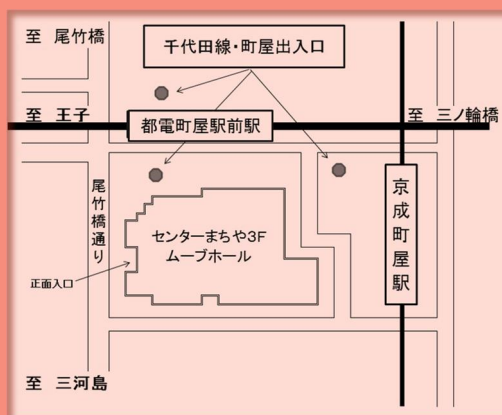 至 尾竹橋
千代田線・町屋出入口
至 王子
都電町屋駅前駅
至 三ノ輪橋
尾竹橋通り
センターまちや3F
ムーブホール
京成町屋駅
正面入口
至 三河島